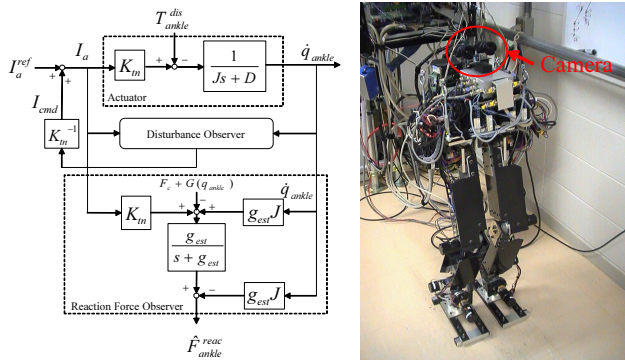 T_ankle^dis
I_a^ref
I_a
+
+
K_tn
+
−
1
Js + D
q̇_ankle
Actuator
I_cmd
K_tn^−1
Disturbance Observer
F_c + G(q_ankle)
q̇_ankle
K_tn
+
−
+
g_est J
g_est
s + g_est
+
−
g_est J
Reaction Force Observer
F̂_ankle^reac
Camera